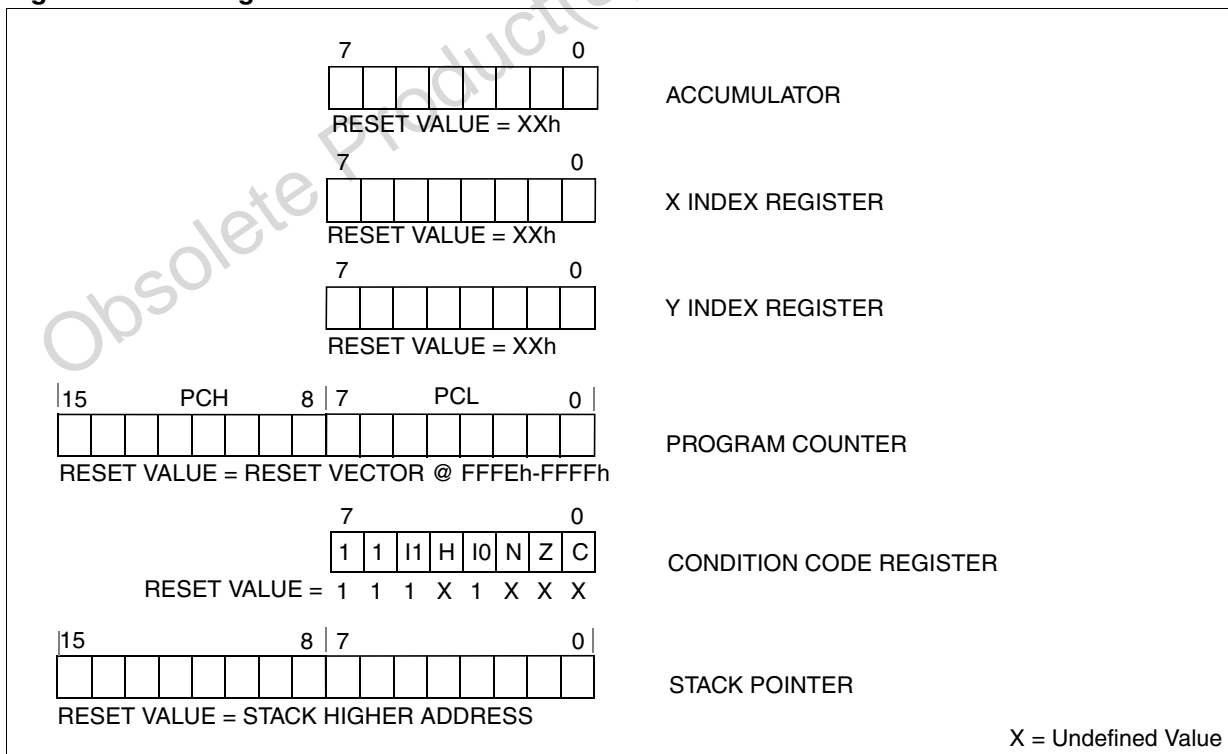 7 0
ACCUMULATOR
RESET VALUE = XXh
7 0
X INDEX REGISTER
RESET VALUE = XXh
7 0
Y INDEX REGISTER
RESET VALUE = XXh
15 PCH 8 7 PCL 0
PROGRAM COUNTER
RESET VALUE = RESET VECTOR @ FFFEh-FFFFh
7 0
1 1 I1 H I0 N Z C
CONDITION CODE REGISTER
RESET VALUE = 1 1 1 X 1 X X X
15 8 7 0
STACK POINTER
RESET VALUE = STACK HIGHER ADDRESS
X = Undefined Value
Obsolete Product(s)